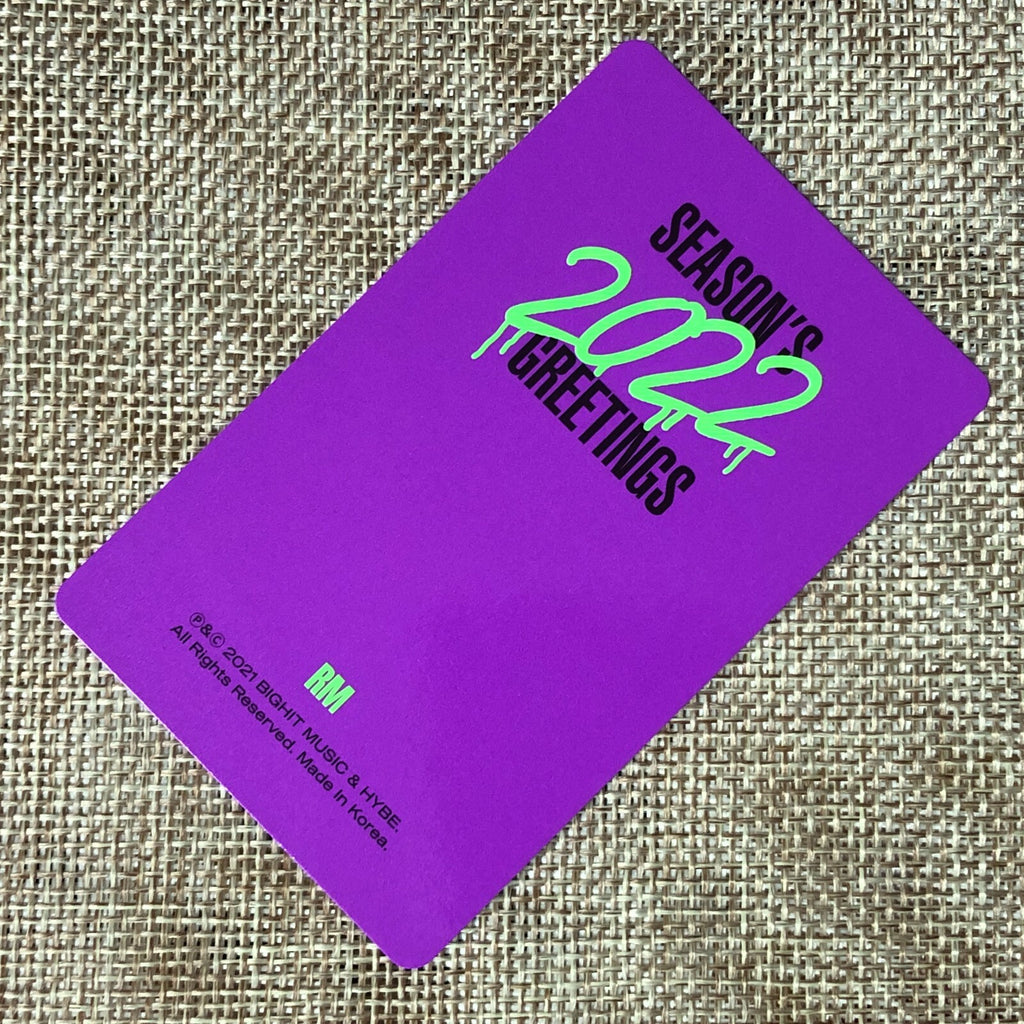 SEASON'S
2022
GREETINGS
RM
Ⓟ&Ⓒ 2021 BIGHIT MUSIC & HYBE.
All Rights Reserved. Made in Korea.